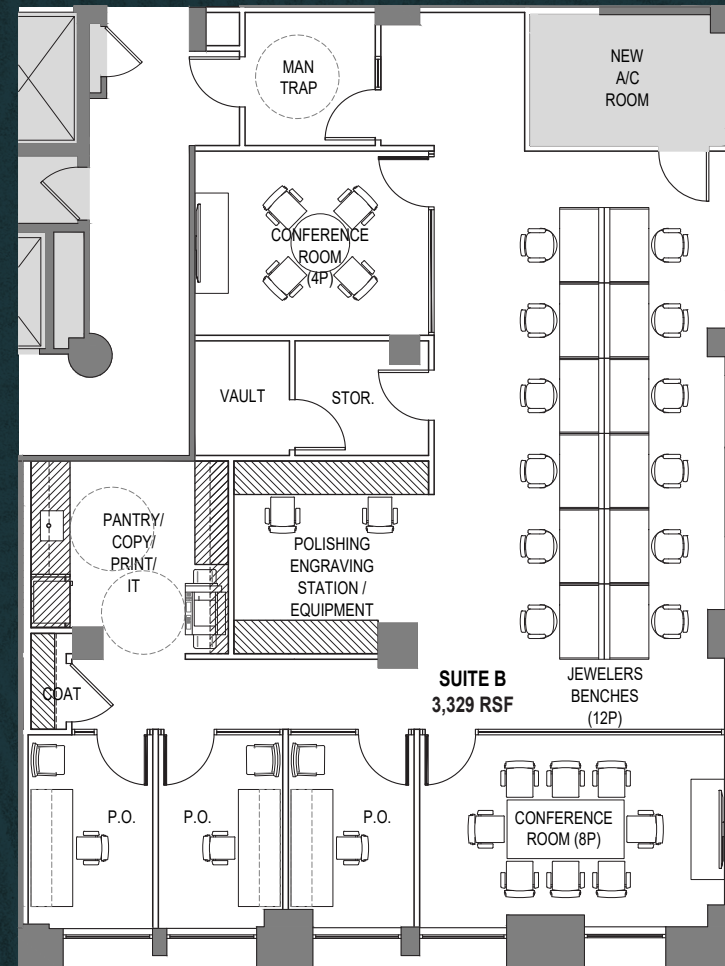 MAN
TRAP
NEW
A/C
ROOM
CONFERENCE
ROOM
(4P)
VAULT
STOR.
PANTRY/
COPY/
PRINT/
IT
POLISHING
ENGRAVING
STATION /
EQUIPMENT
COAT
SUITE B
3,329 RSF
JEWELERS
BENCHES
(12P)
P.O.
P.O.
P.O.
CONFERENCE
ROOM (8P)